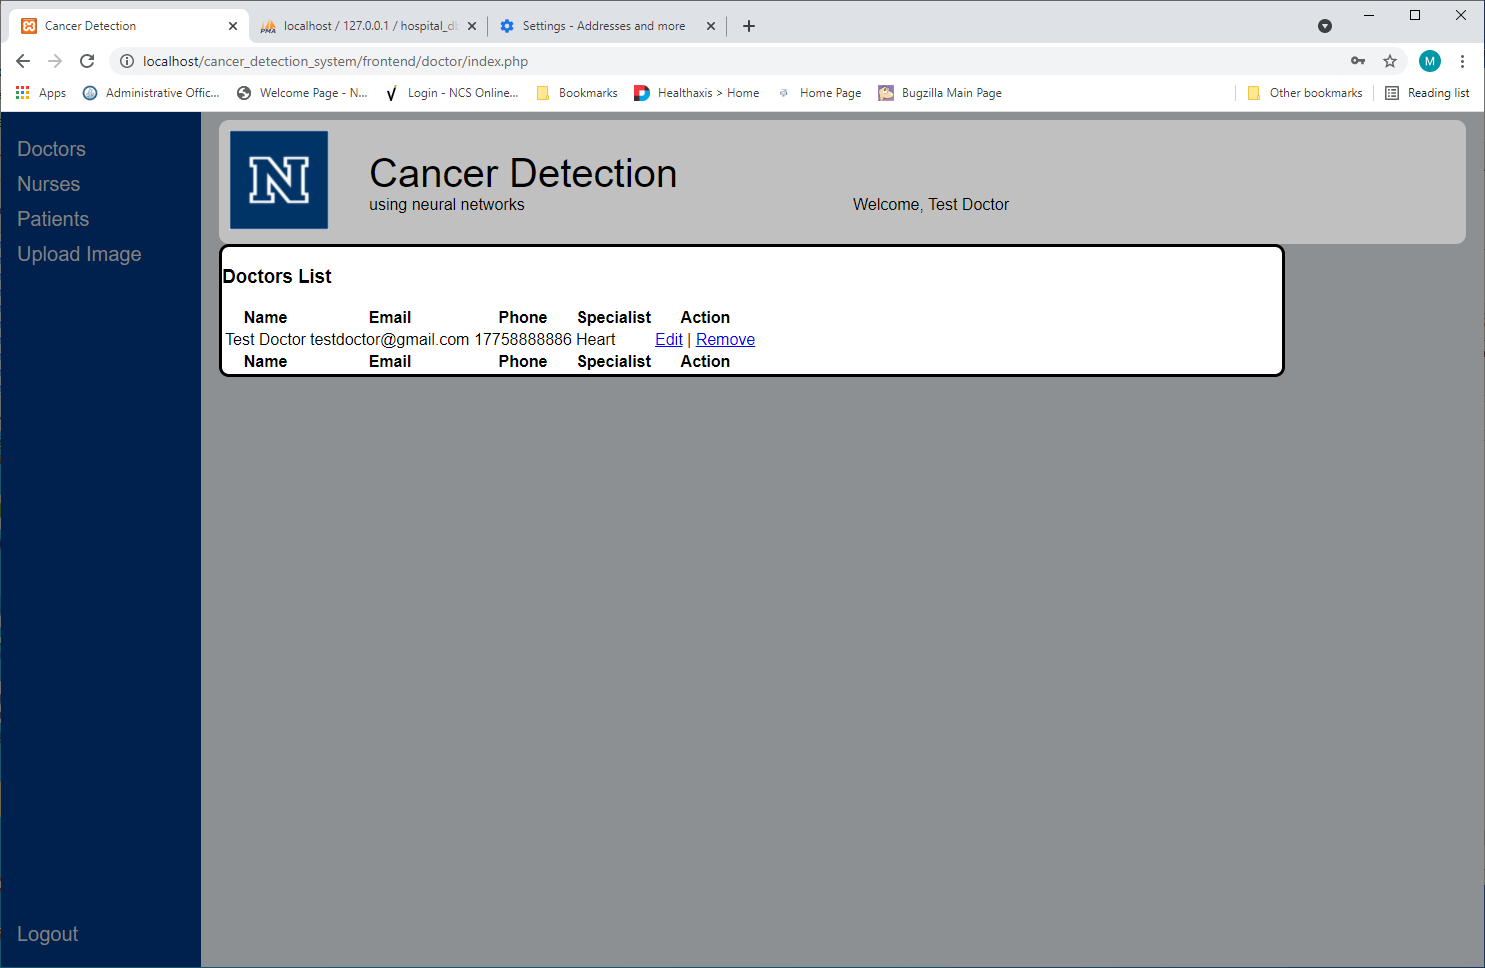 Cancer Detection
localhost / 127.0.0.1 / hospital_db
Settings - Addresses and more
localhost/cancer_detection_system/frontend/doctor/index.php
M
Apps
Administrative Offic...
Welcome Page - N...
Login - NCS Online...
Bookmarks
Healthaxis > Home
Home Page
Bugzilla Main Page
Other bookmarks
Reading list
Doctors
Nurses
Patients
Upload Image
Logout
N
Cancer Detection
using neural networks
Welcome, Test Doctor
Doctors List
Name Email Phone Specialist Action
Test Doctor testdoctor@gmail.com 17758888886 Heart Edit | Remove
Name Email Phone Specialist Action